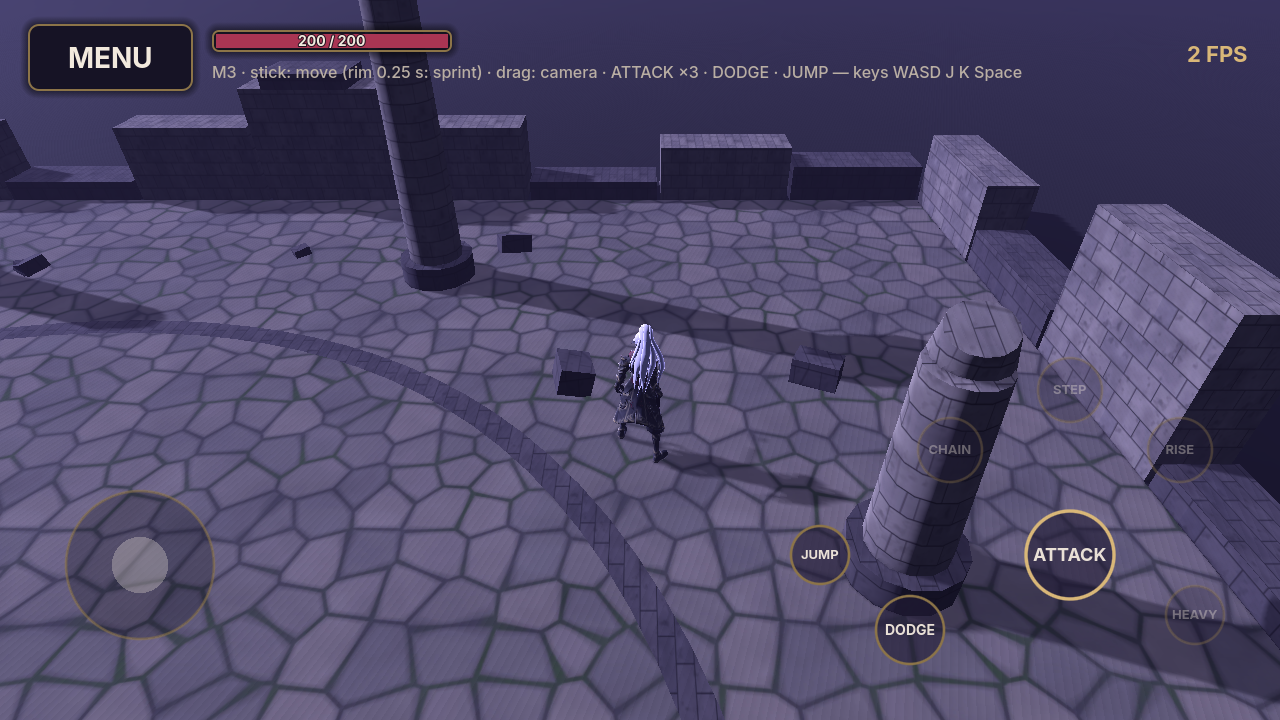 MENU
200 / 200
M3 · stick: move (rim 0.25 s: sprint) · drag: camera · ATTACK ×3 · DODGE · JUMP — keys WASD J K Space
2 FPS
STEP
CHAIN
RISE
JUMP
ATTACK
HEAVY
DODGE